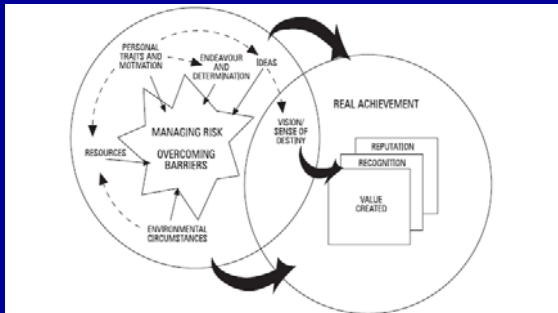 PERSONAL
TRAITS AND
MOTIVATION
ENDEAVOUR
AND
DETERMINATION
IDEAS
MANAGING RISK
OVERCOMING
BARRIERS
RESOURCES
VISION/
SENSE OF
DESTINY
ENVIRONMENTAL
CIRCUMSTANCES
REAL ACHIEVEMENT
REPUTATION
RECOGNITION
VALUE
CREATED